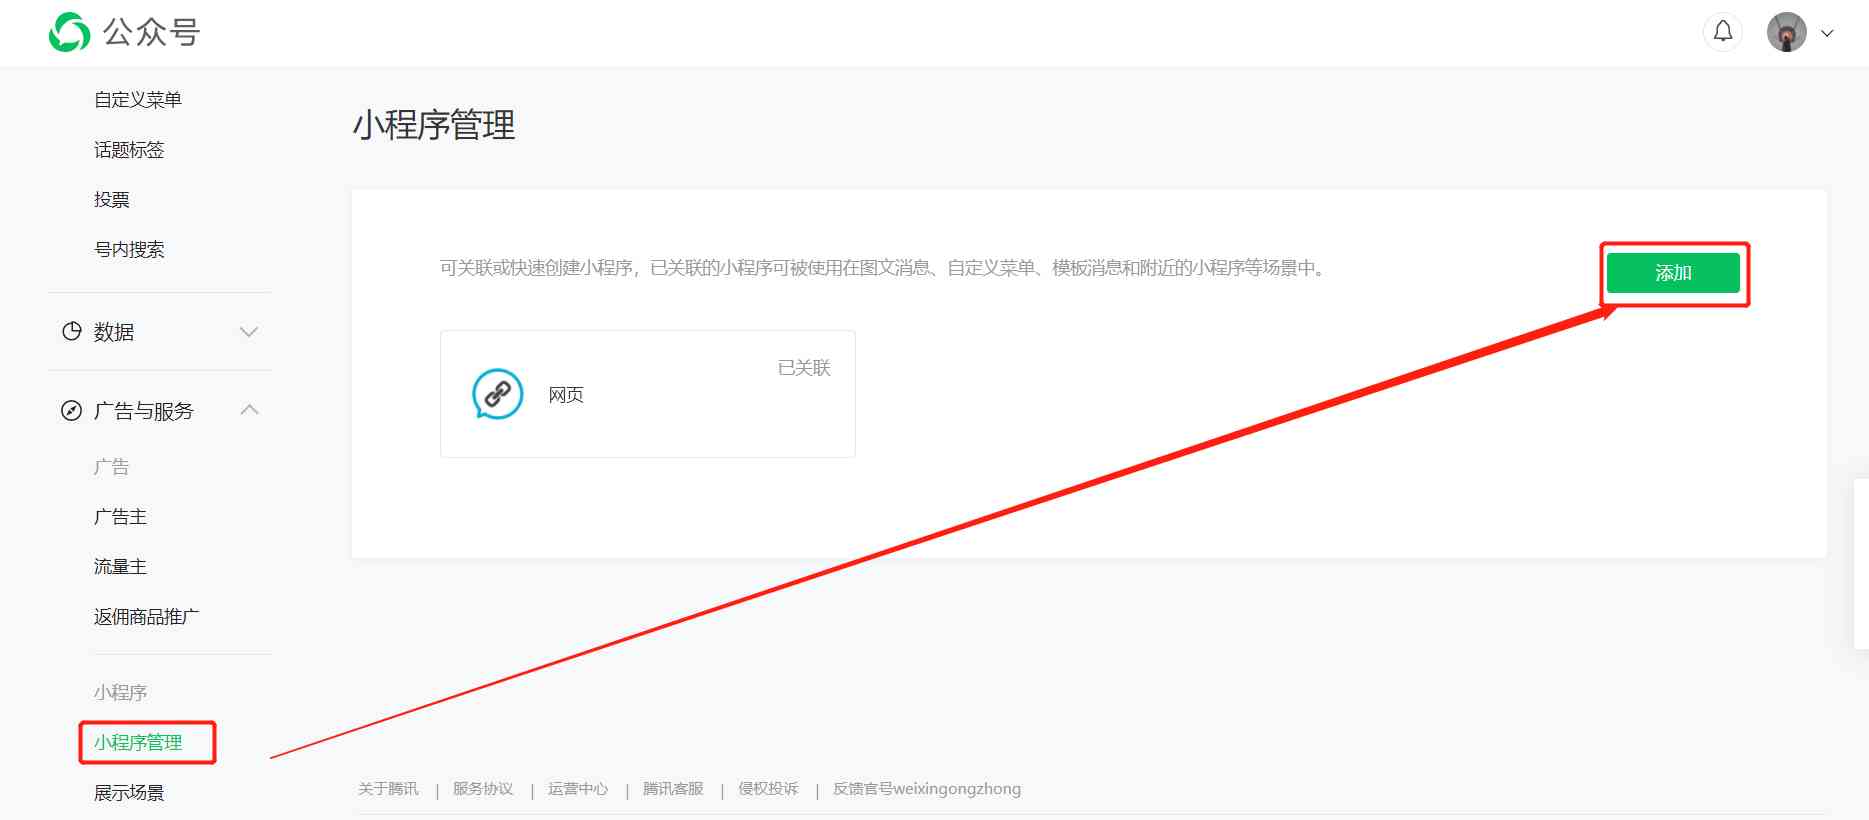 公众号
自定义菜单
话题标签
投票
号内搜索
数据
广告与服务
广告
广告主
流量主
返佣商品推广
小程序
小程序管理
展示场景
小程序管理
可关联或快速创建小程序，已关联的小程序可被使用在图文消息、自定义菜单、模板消息和附近的小程序等场景中。
添加
已关联
网页
关于腾讯 | 服务协议 | 运营中心 | 腾讯客服 | 侵权投诉 | 反馈官号weixingongzhong